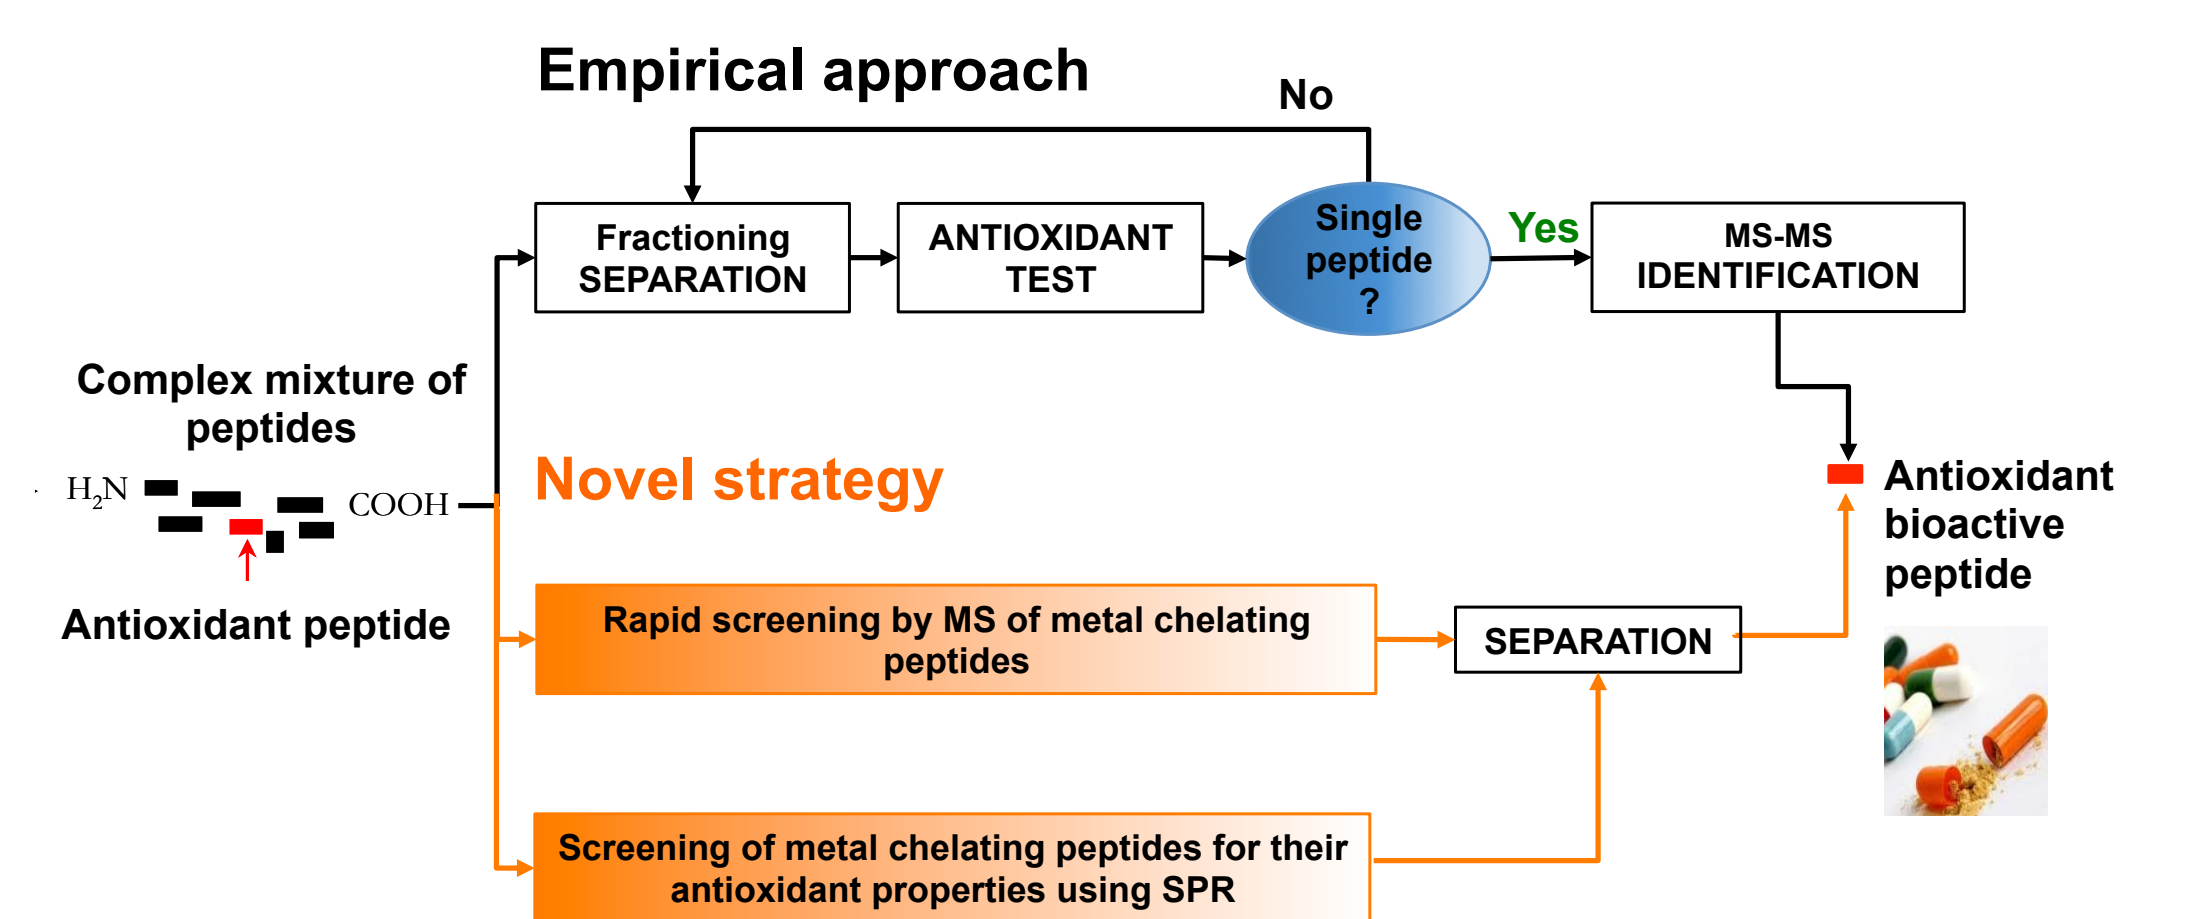 Empirical approach
No
Fractioning
SEPARATION
ANTIOXIDANT
TEST
Single
peptide
?
Yes
MS-MS
IDENTIFICATION
Complex mixture of
peptides
H₂N
COOH
Antioxidant peptide
Novel strategy
Antioxidant
bioactive
peptide
Rapid screening by MS of metal chelating
peptides
SEPARATION
Screening of metal chelating peptides for their
antioxidant properties using SPR